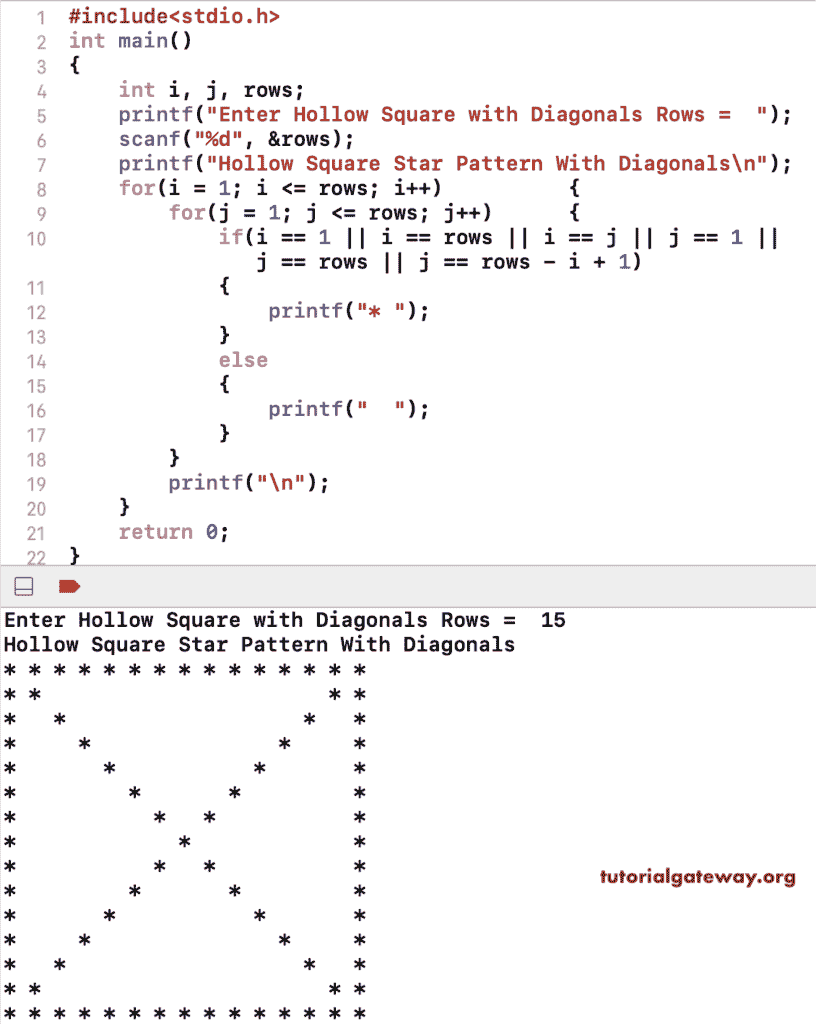 1 #include<stdio.h>
2 int main()
3 {
4     int i, j, rows;
5     printf("Enter Hollow Square with Diagonals Rows =  ");
6     scanf("%d", &rows);
7     printf("Hollow Square Star Pattern With Diagonals\n");
8     for(i = 1; i <= rows; i++)          {
9         for(j = 1; j <= rows; j++)      {
10             if(i == 1 || i == rows || i == j || j == 1 ||
                j == rows || j == rows - i + 1)
11             {
12                 printf("* ");
13             }
14             else
15             {
16                 printf("  ");
17             }
18         }
19         printf("\n");
20     }
21     return 0;
22 }
Enter Hollow Square with Diagonals Rows =  15
Hollow Square Star Pattern With Diagonals
* * * * * * * * * * * * * * *
* *                       * *
*   *                   *   *
*     *               *     *
*       *           *       *
*         *       *         *
*           *   *           *
*             *             *
*           *   *           *
*         *       *         *
*       *           *       *
*     *               *     *
*   *                   *   *
* *                       * *
* * * * * * * * * * * * * * *
tutorialgateway.org